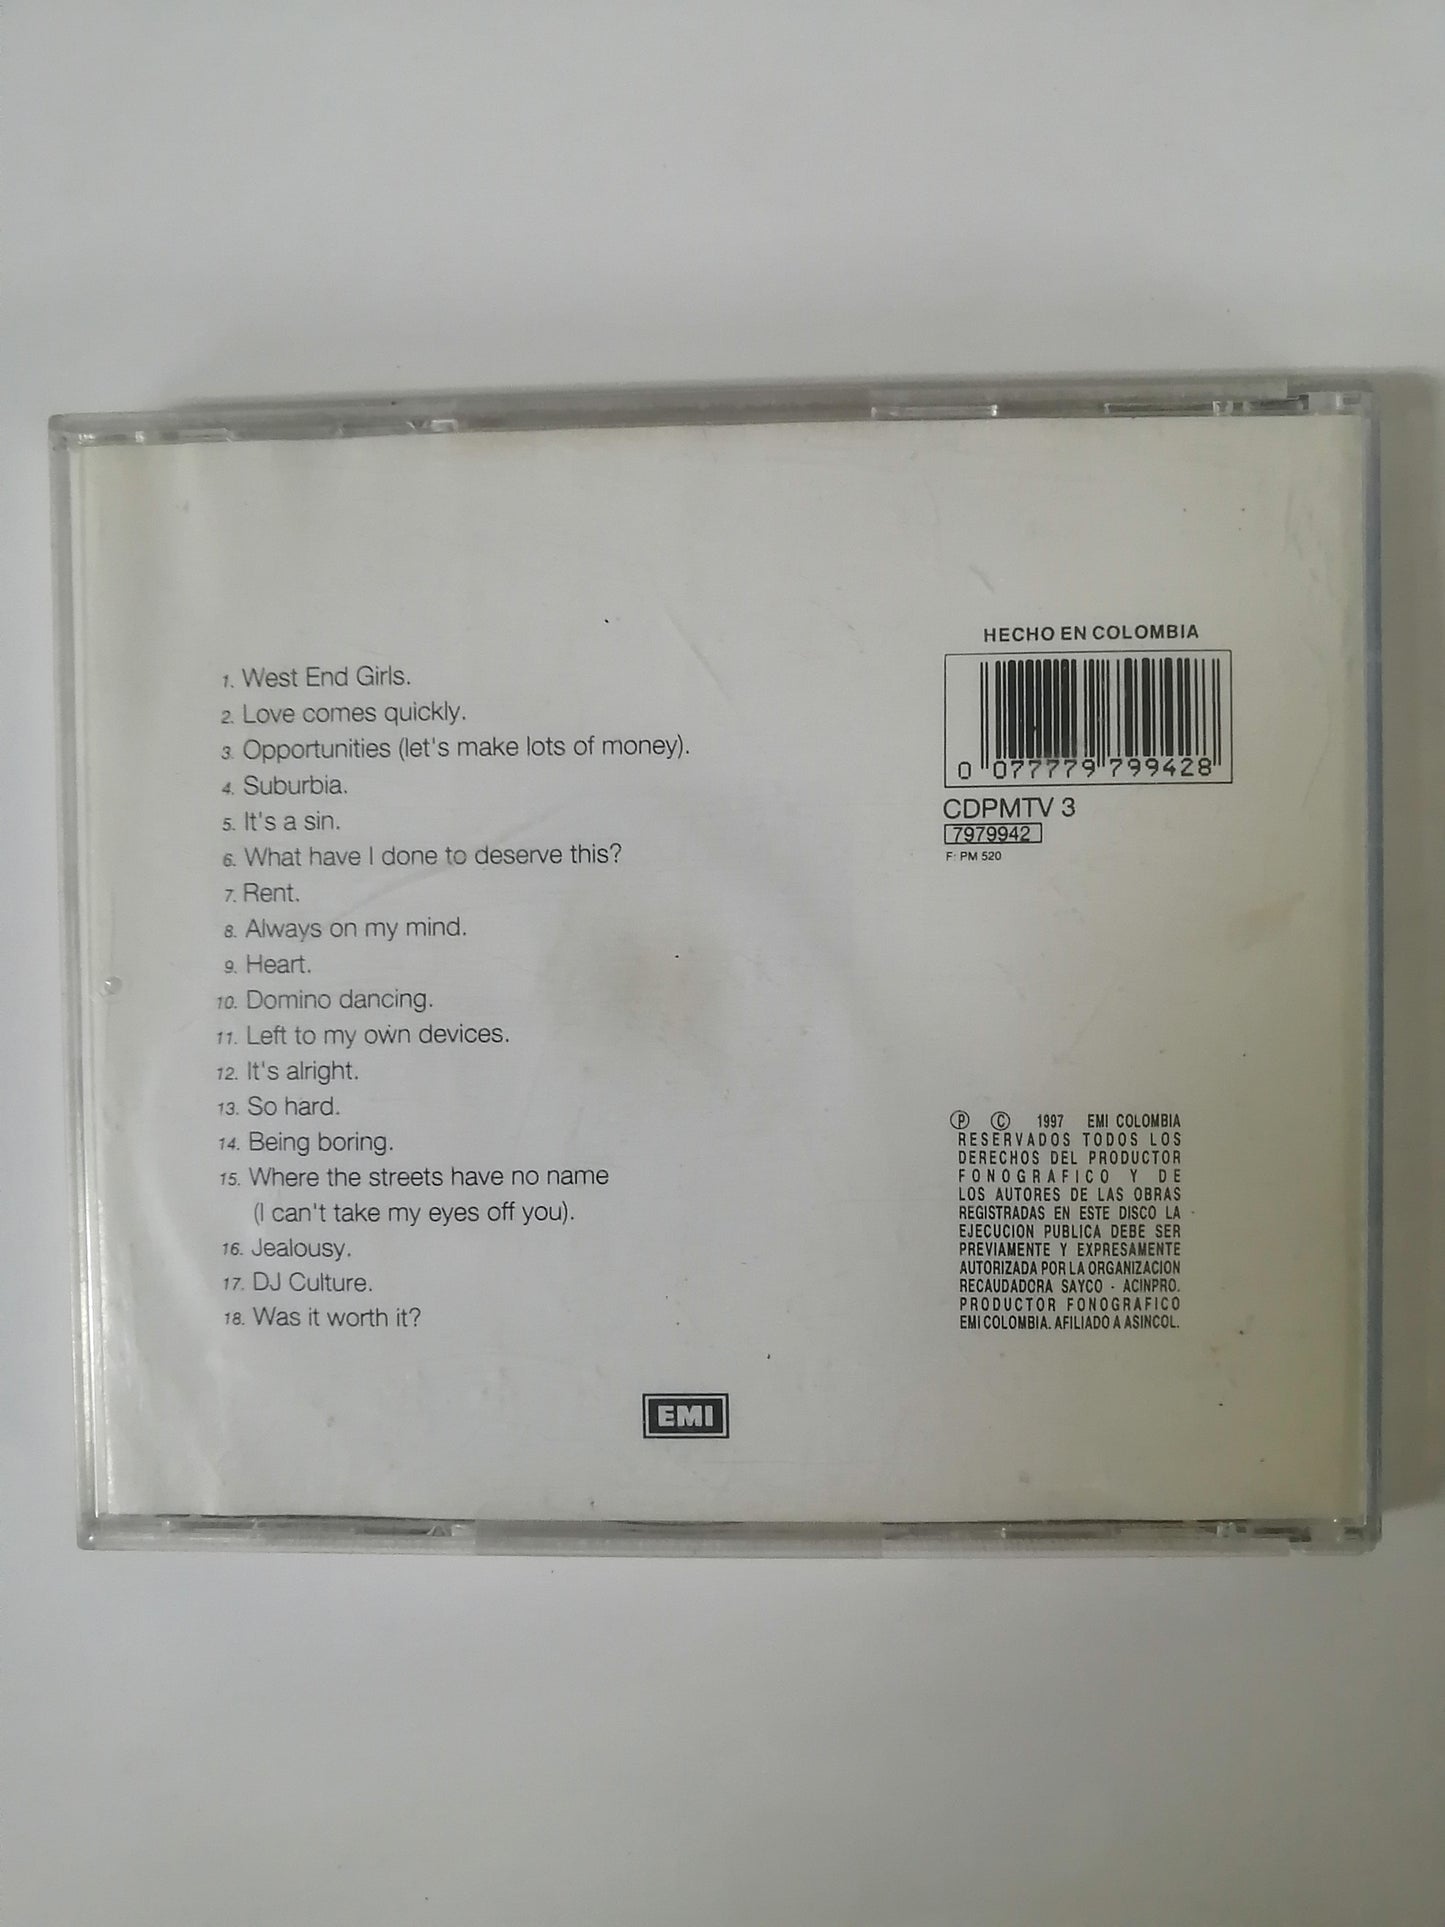 1. West End Girls.
2. Love comes quickly.
3. Opportunities (let's make lots of money).
4. Suburbia.
5. It's a sin.
6. What have I done to deserve this?
7. Rent.
8. Always on my mind.
9. Heart.
10. Domino dancing.
11. Left to my own devices.
12. It's alright.
13. So hard.
14. Being boring.
15. Where the streets have no name
(I can't take my eyes off you).
16. Jealousy.
17. DJ Culture.
18. Was it worth it?
HECHO EN COLOMBIA
0 077779 799428
CDPMTV 3
7979942
F: PM 520
Ⓟ Ⓒ 1997 EMI COLOMBIA
RESERVADOS TODOS LOS
DERECHOS DEL PRODUCTOR
FONOGRAFICO Y DE
LOS AUTORES DE LAS OBRAS
REGISTRADAS EN ESTE DISCO LA
EJECUCION PUBLICA DEBE SER
PREVIAMENTE Y EXPRESAMENTE
AUTORIZADA POR LA ORGANIZACION
RECAUDADORA SAYCO - ACINPRO.
PRODUCTOR FONOGRAFICO
EMI COLOMBIA. AFILIADO A ASINCOL.
EMI